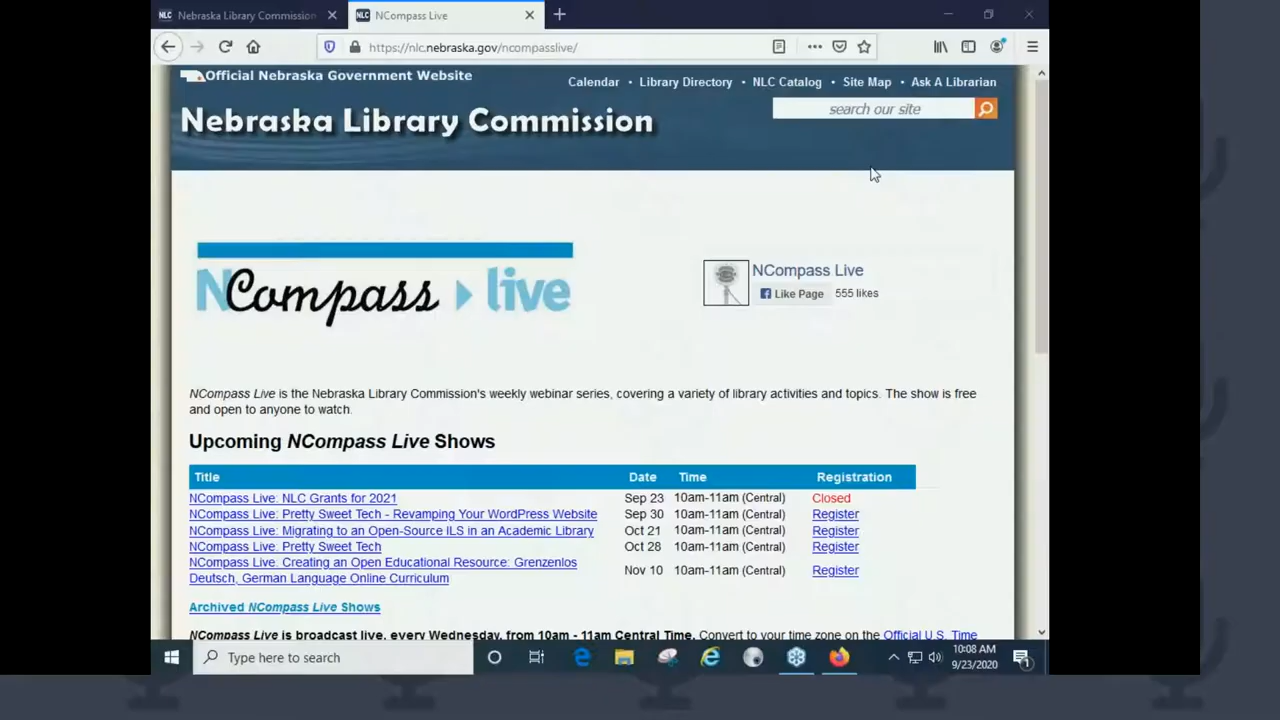 Nebraska Library Commission
NCompass Live
https://nlc.nebraska.gov/ncompasslive/
Official Nebraska Government Website
Calendar • Library Directory • NLC Catalog • Site Map • Ask A Librarian
search our site
Nebraska Library Commission
NCompass live
NCompass Live
Like Page 555 likes
NCompass Live is the Nebraska Library Commission's weekly webinar series, covering a variety of library activities and topics. The show is free
and open to anyone to watch.
Upcoming NCompass Live Shows
Title Date Time Registration
NCompass Live: NLC Grants for 2021 Sep 23 10am-11am (Central) Closed
NCompass Live: Pretty Sweet Tech - Revamping Your WordPress Website Sep 30 10am-11am (Central) Register
NCompass Live: Migrating to an Open-Source ILS in an Academic Library Oct 21 10am-11am (Central) Register
NCompass Live: Pretty Sweet Tech Oct 28 10am-11am (Central) Register
NCompass Live: Creating an Open Educational Resource: Grenzenlos
Deutsch, German Language Online Curriculum Nov 10 10am-11am (Central) Register
Archived NCompass Live Shows
NCompass Live is broadcast live, every Wednesday, from 10am - 11am Central Time. Convert to your time zone on the Official U.S. Time
Type here to search
10:08 AM
9/23/2020
1